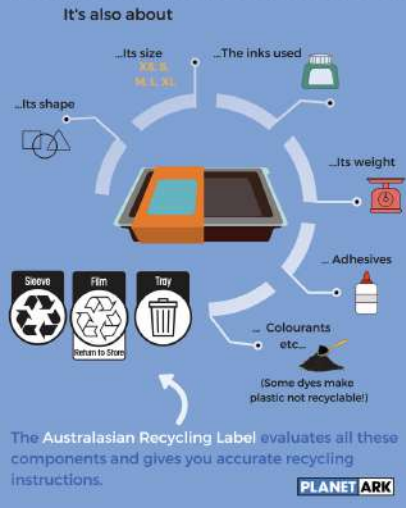 It's also about
...Its shape
...Its size
XS, S,
M, L, XL
...The inks used
...Its weight
... Adhesives
... Colourants
etc...
(Some dyes make
plastic not recyclable!)
Sleeve
Film
Return to Store
Tray
The Australasian Recycling Label evaluates all these
components and gives you accurate recycling
instructions.
PLANET ARK